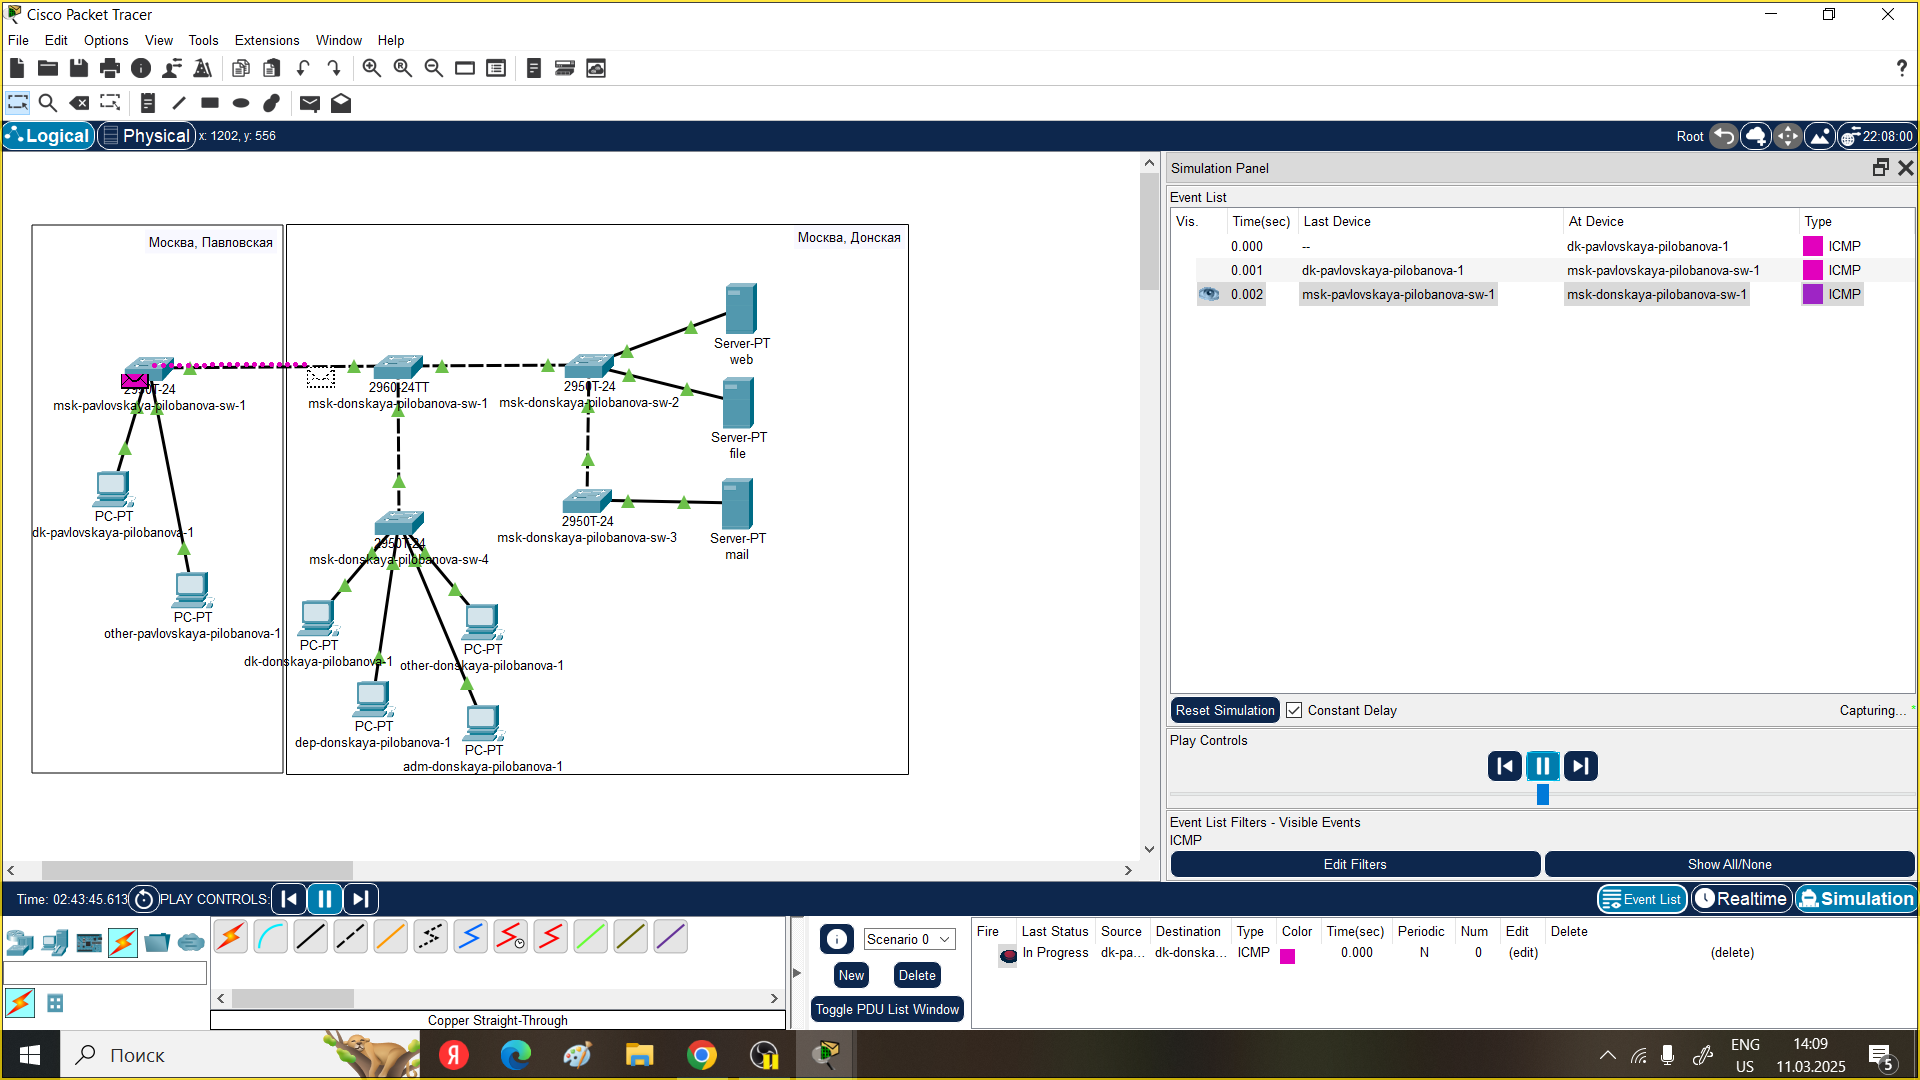 Cisco Packet Tracer
File Edit Options View Tools Extensions Window Help
?
Logical Physical x: 1202, y: 556 Root 22:08:00
Москва, Павловская
Москва, Донская
Server-PT
web
2950T-24
msk-pavlovskaya-pilobanova-sw-1
2960-24TT
msk-donskaya-pilobanova-sw-1
2950T-24
msk-donskaya-pilobanova-sw-2
Server-PT
file
PC-PT
dk-pavlovskaya-pilobanova-1
2950T-24
msk-donskaya-pilobanova-sw-4
2950T-24
msk-donskaya-pilobanova-sw-3
Server-PT
mail
PC-PT
other-pavlovskaya-pilobanova-1
PC-PT
dk-donskaya-pilobanova-1
PC-PT
other-donskaya-pilobanova-1
PC-PT
dep-donskaya-pilobanova-1
PC-PT
adm-donskaya-pilobanova-1
Simulation Panel
Event List
Vis. Time(sec) Last Device At Device Type
0.000 -- dk-pavlovskaya-pilobanova-1 ICMP
0.001 dk-pavlovskaya-pilobanova-1 msk-pavlovskaya-pilobanova-sw-1 ICMP
0.002 msk-pavlovskaya-pilobanova-sw-1 msk-donskaya-pilobanova-sw-1 ICMP
Reset Simulation Constant Delay Capturing...
Play Controls
Event List Filters - Visible Events
ICMP
Edit Filters Show All/None
Time: 02:43:45.613 PLAY CONTROLS: Event List Realtime Simulation
Scenario 0
New Delete
Toggle PDU List Window
Fire Last Status Source Destination Type Color Time(sec) Periodic Num Edit Delete
In Progress dk-pa... dk-donska... ICMP 0.000 N 0 (edit) (delete)
Copper Straight-Through
Поиск
Я
ENG
US
14:09
11.03.2025
5